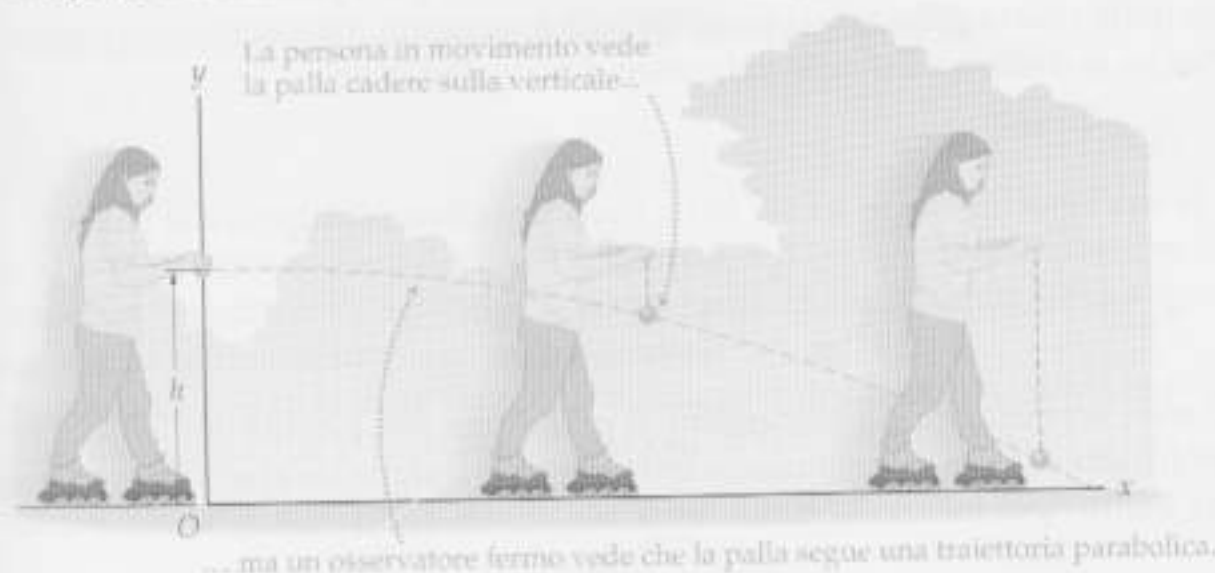 La persona in movimento vede
la palla cadere sulla verticale...
y
h
O
x
... ma un osservatore fermo vede che la palla segue una traiettoria parabolica.